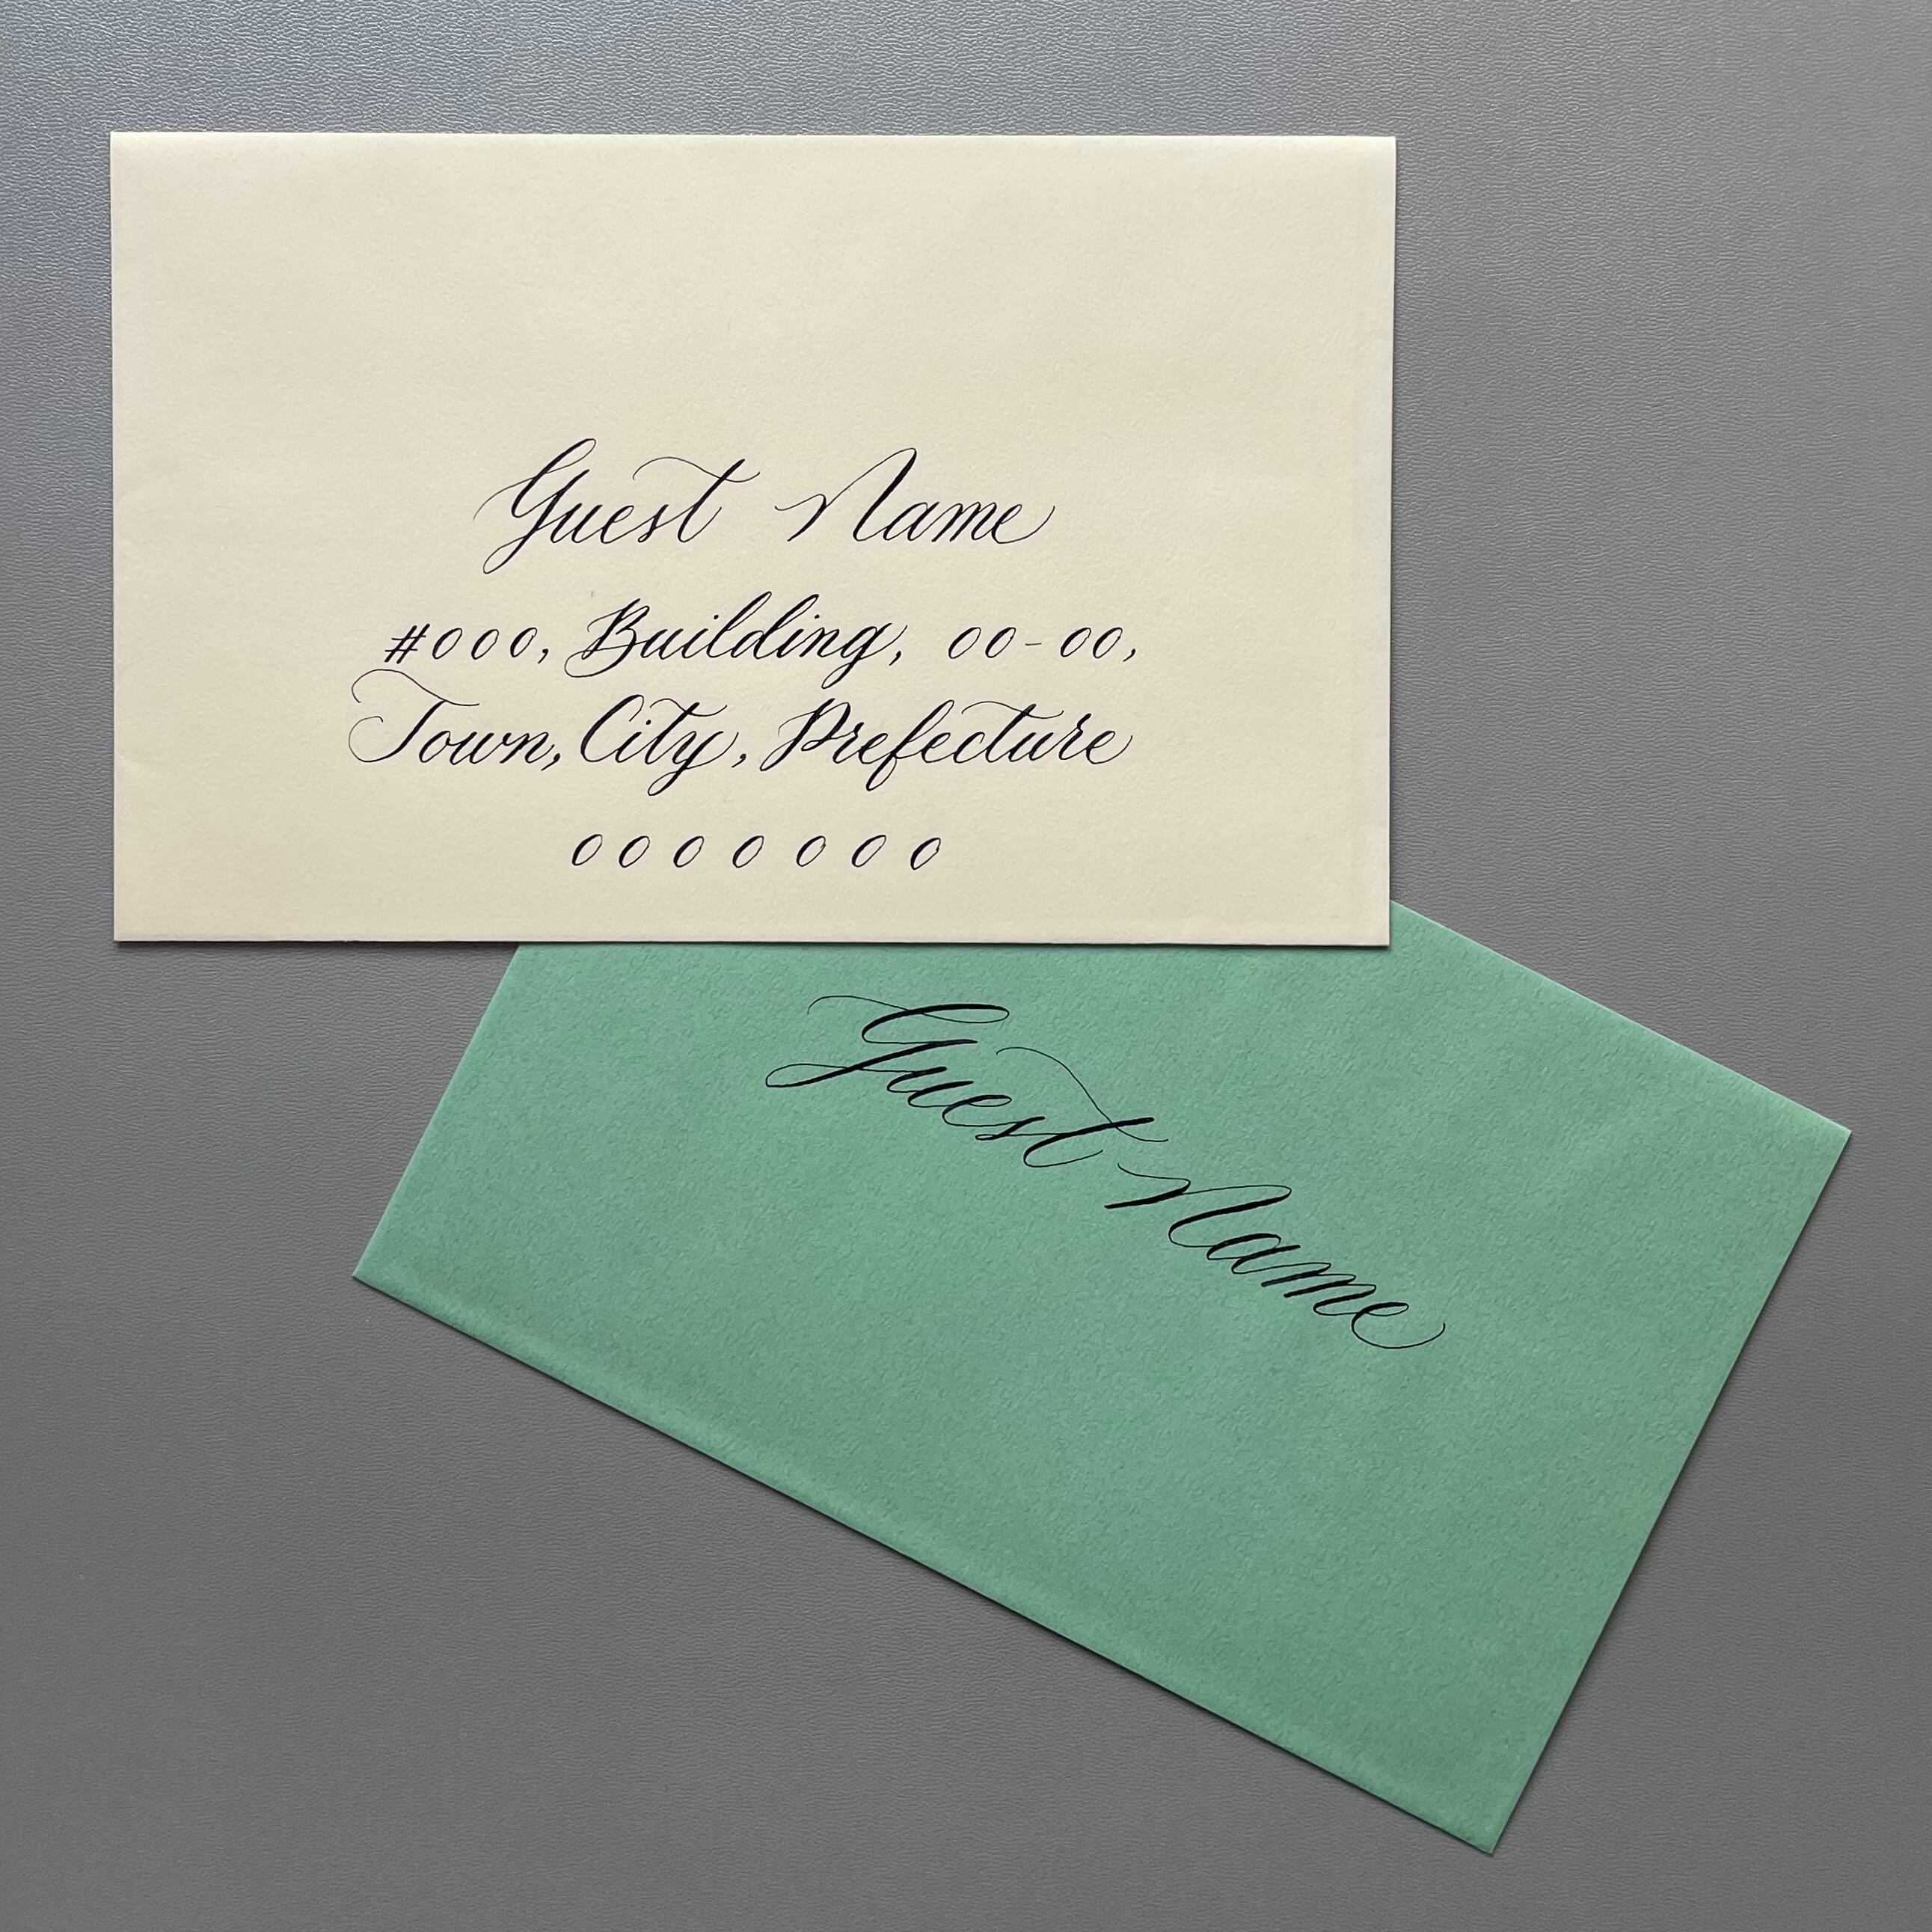 Guest Name
#000, Building, 00-00,
Town, City, Prefecture
0000000
Guest Name